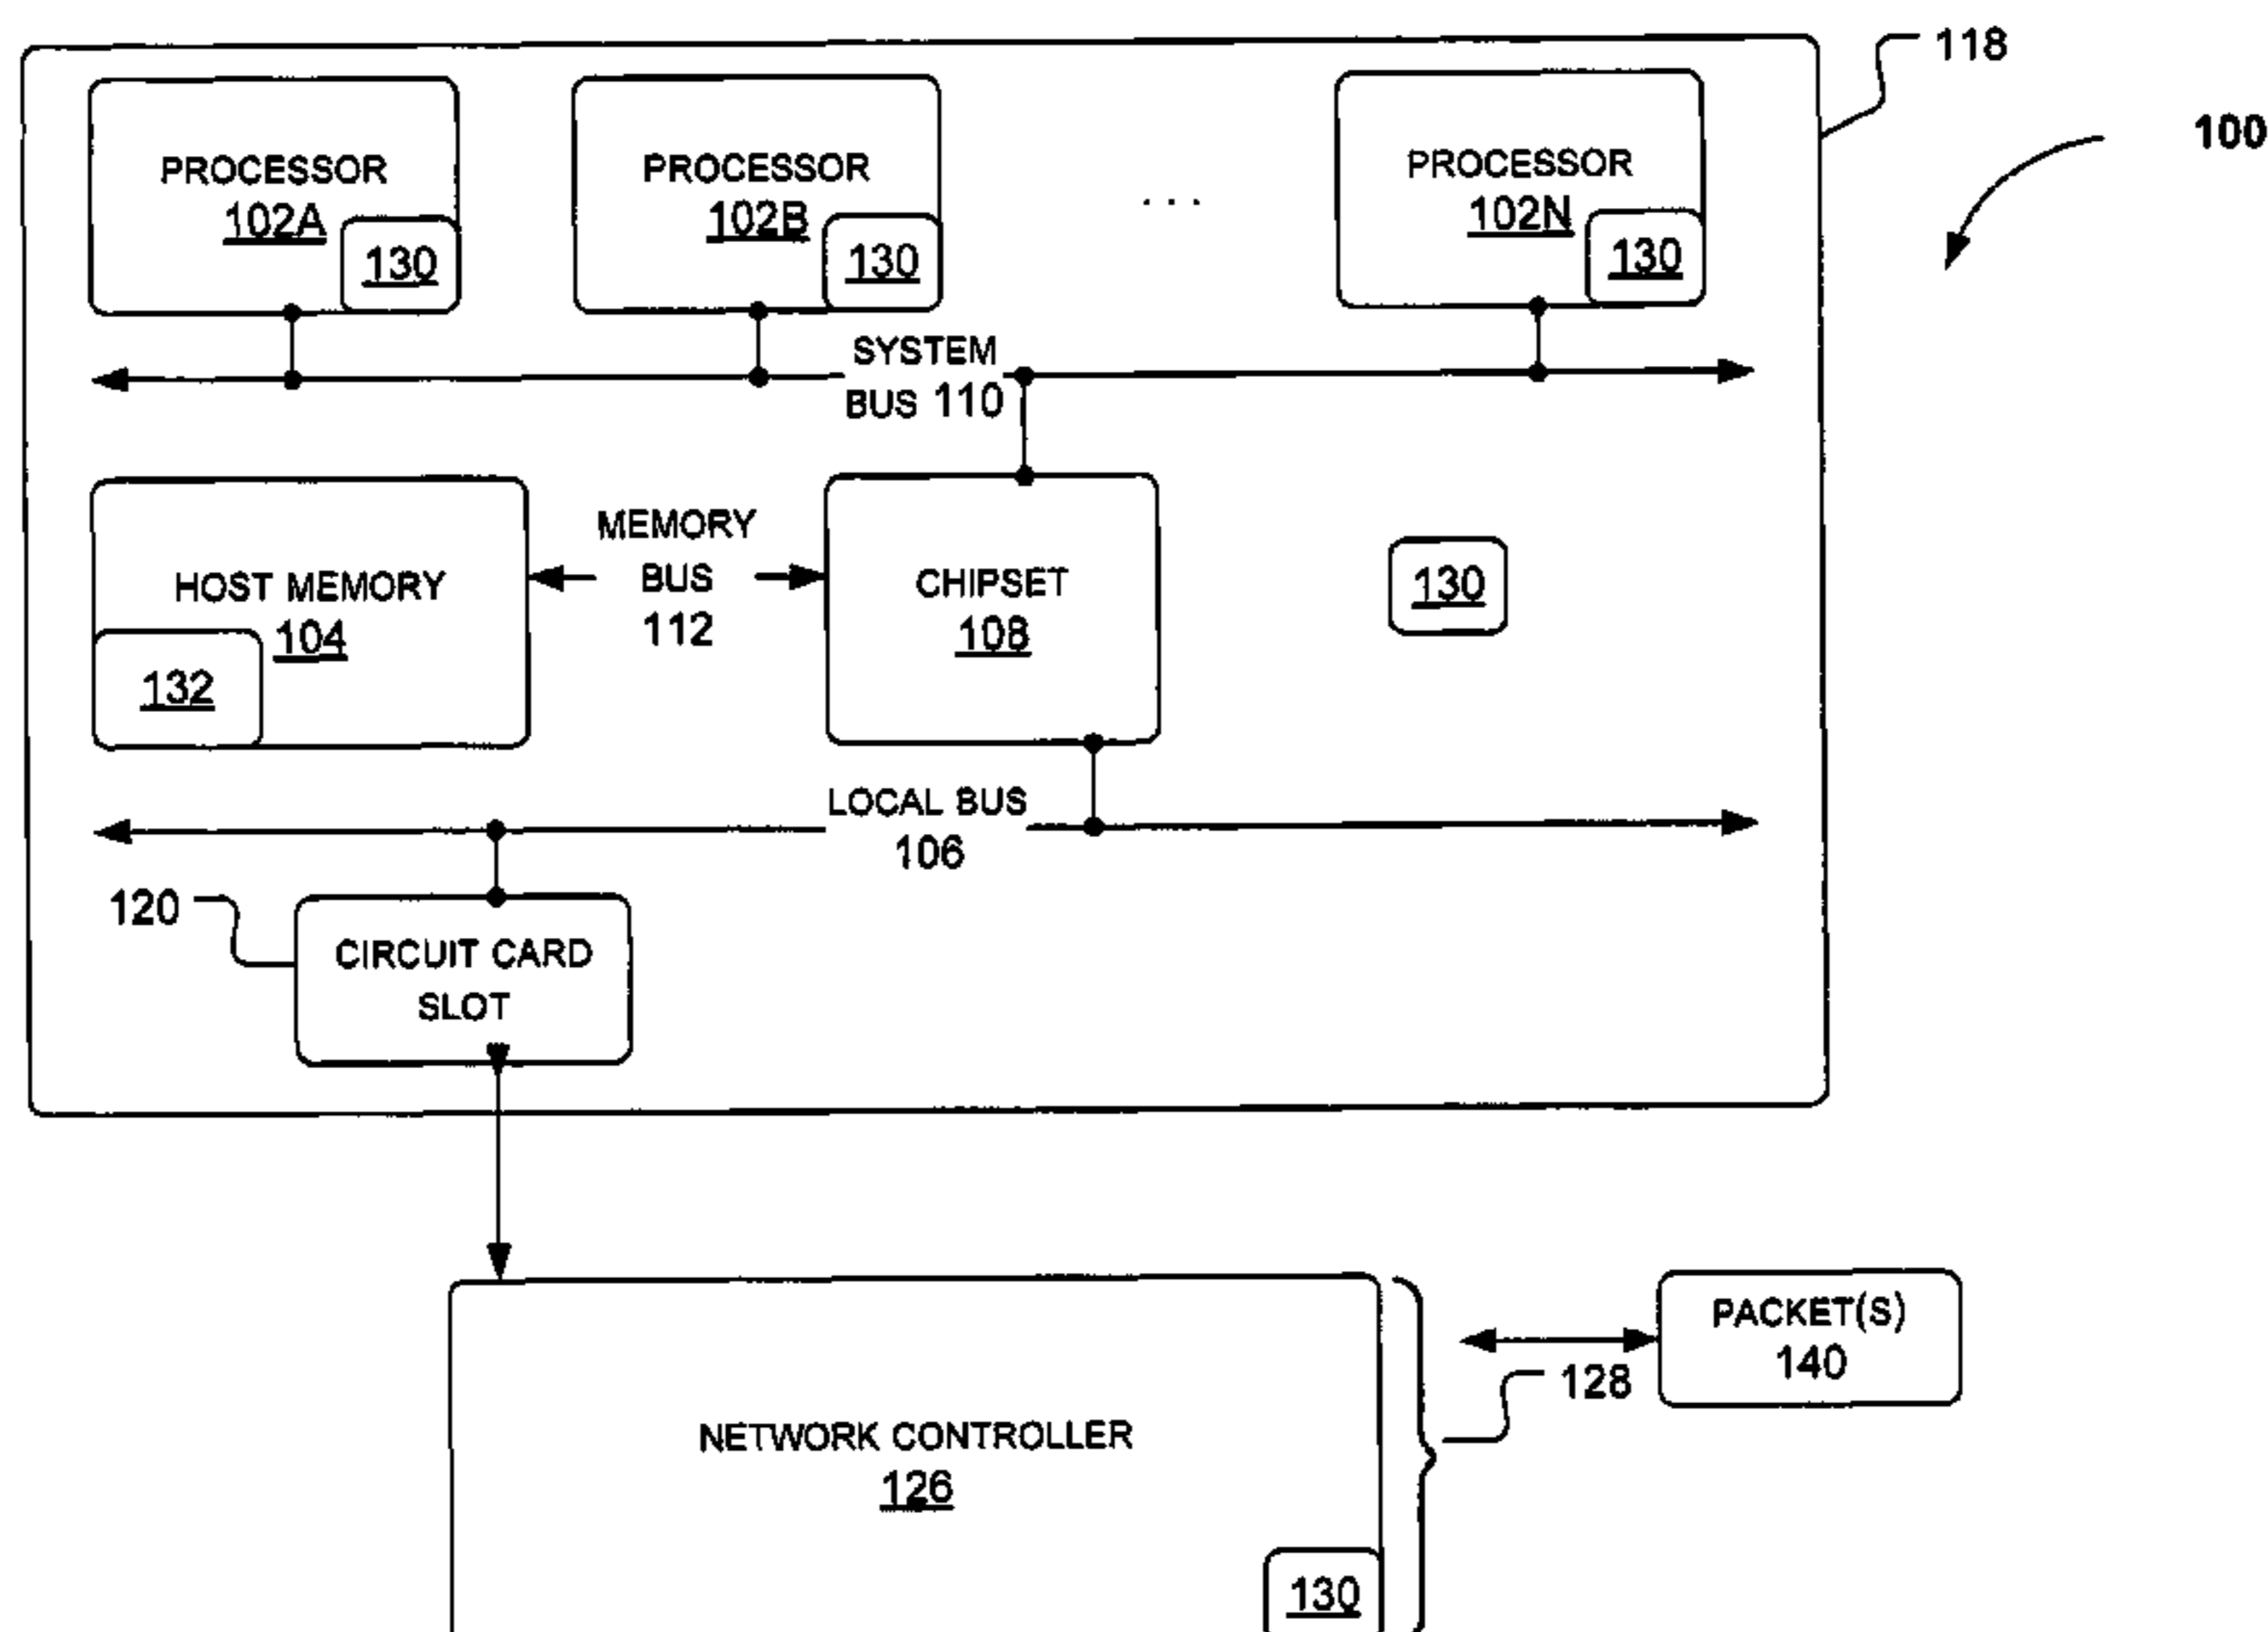 118
100
PROCESSOR
102A
130
PROCESSOR
102B
130
. . .
PROCESSOR
102N
130
SYSTEM
BUS 110
HOST MEMORY
104
132
MEMORY
BUS
112
CHIPSET
108
130
LOCAL BUS
106
120
CIRCUIT CARD
SLOT
NETWORK CONTROLLER
126
130
128
PACKET(S)
140